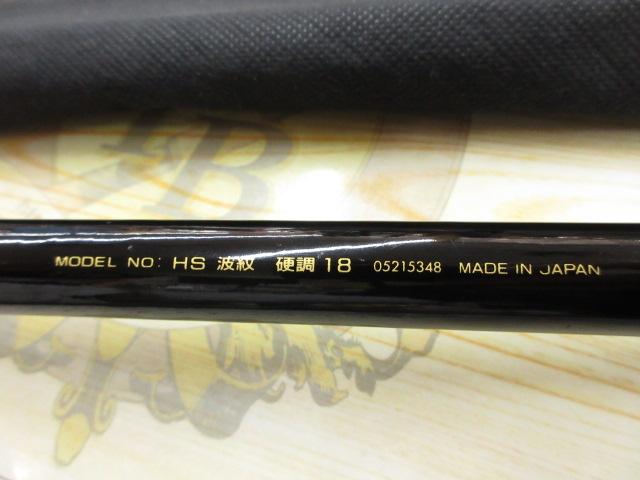 MODEL NO: HS 波紋 硬調 18 05215348 MADE IN JAPAN